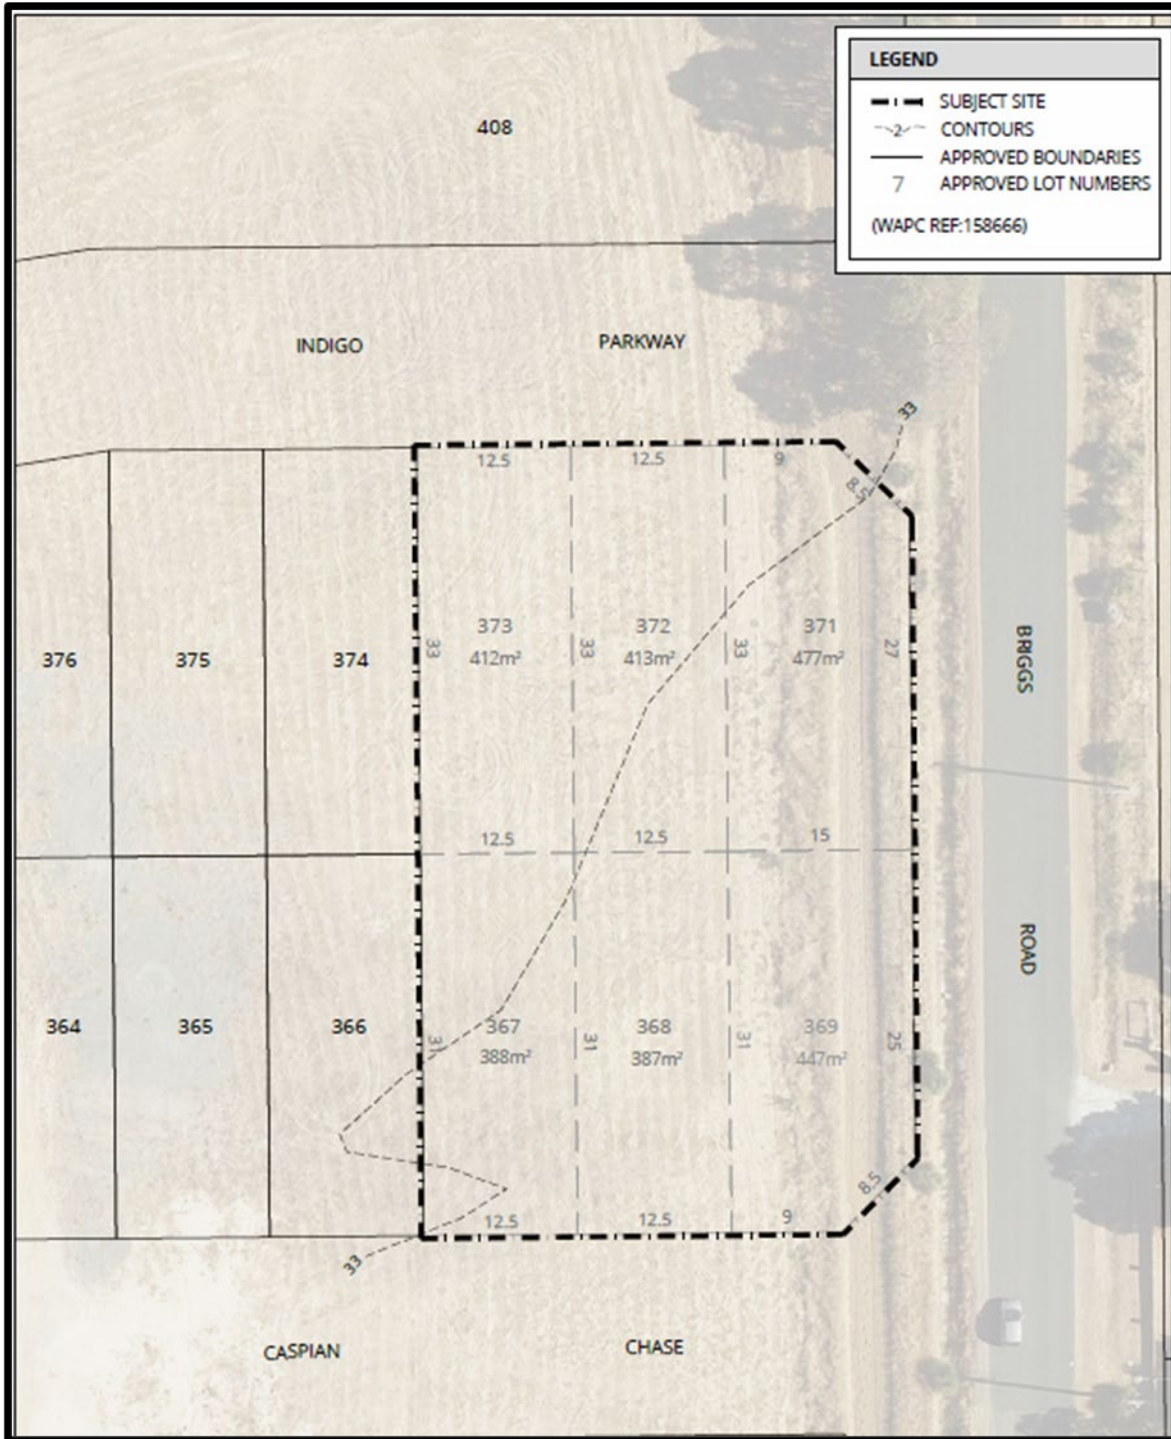 LEGEND
SUBJECT SITE
2 CONTOURS
APPROVED BOUNDARIES
7 APPROVED LOT NUMBERS
(WAPC REF:158666)
408
INDIGO PARKWAY
33
12.5 12.5 9
8.5
373 372 371
412m² 413m² 477m²
33 33 33 27
376 375 374
BRIGGS
12.5 12.5 15
ROAD
364 365 366 367 368 369
388m² 387m² 447m²
31 31 31 25
8.5
12.5 12.5 9
33
CASPIAN CHASE